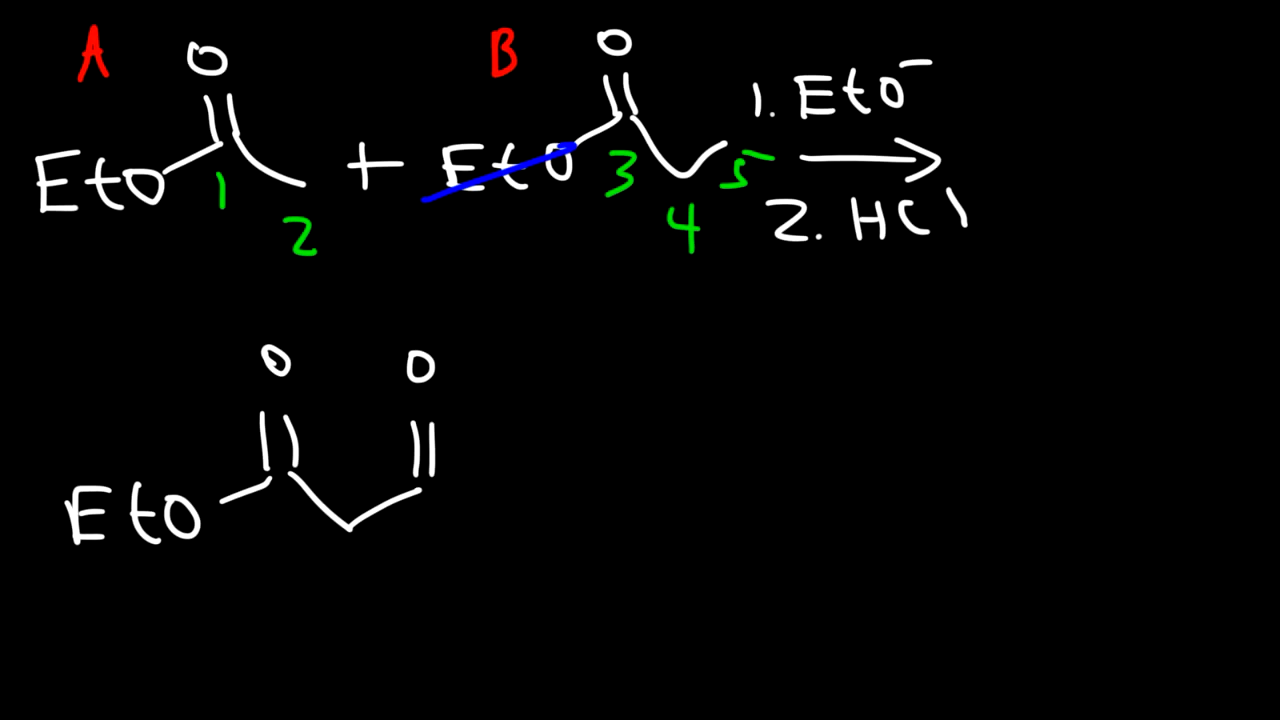 A O B O
EtO 1 2 + EtO 3 4 5 1. EtO⁻
2. HCl
O O
EtO